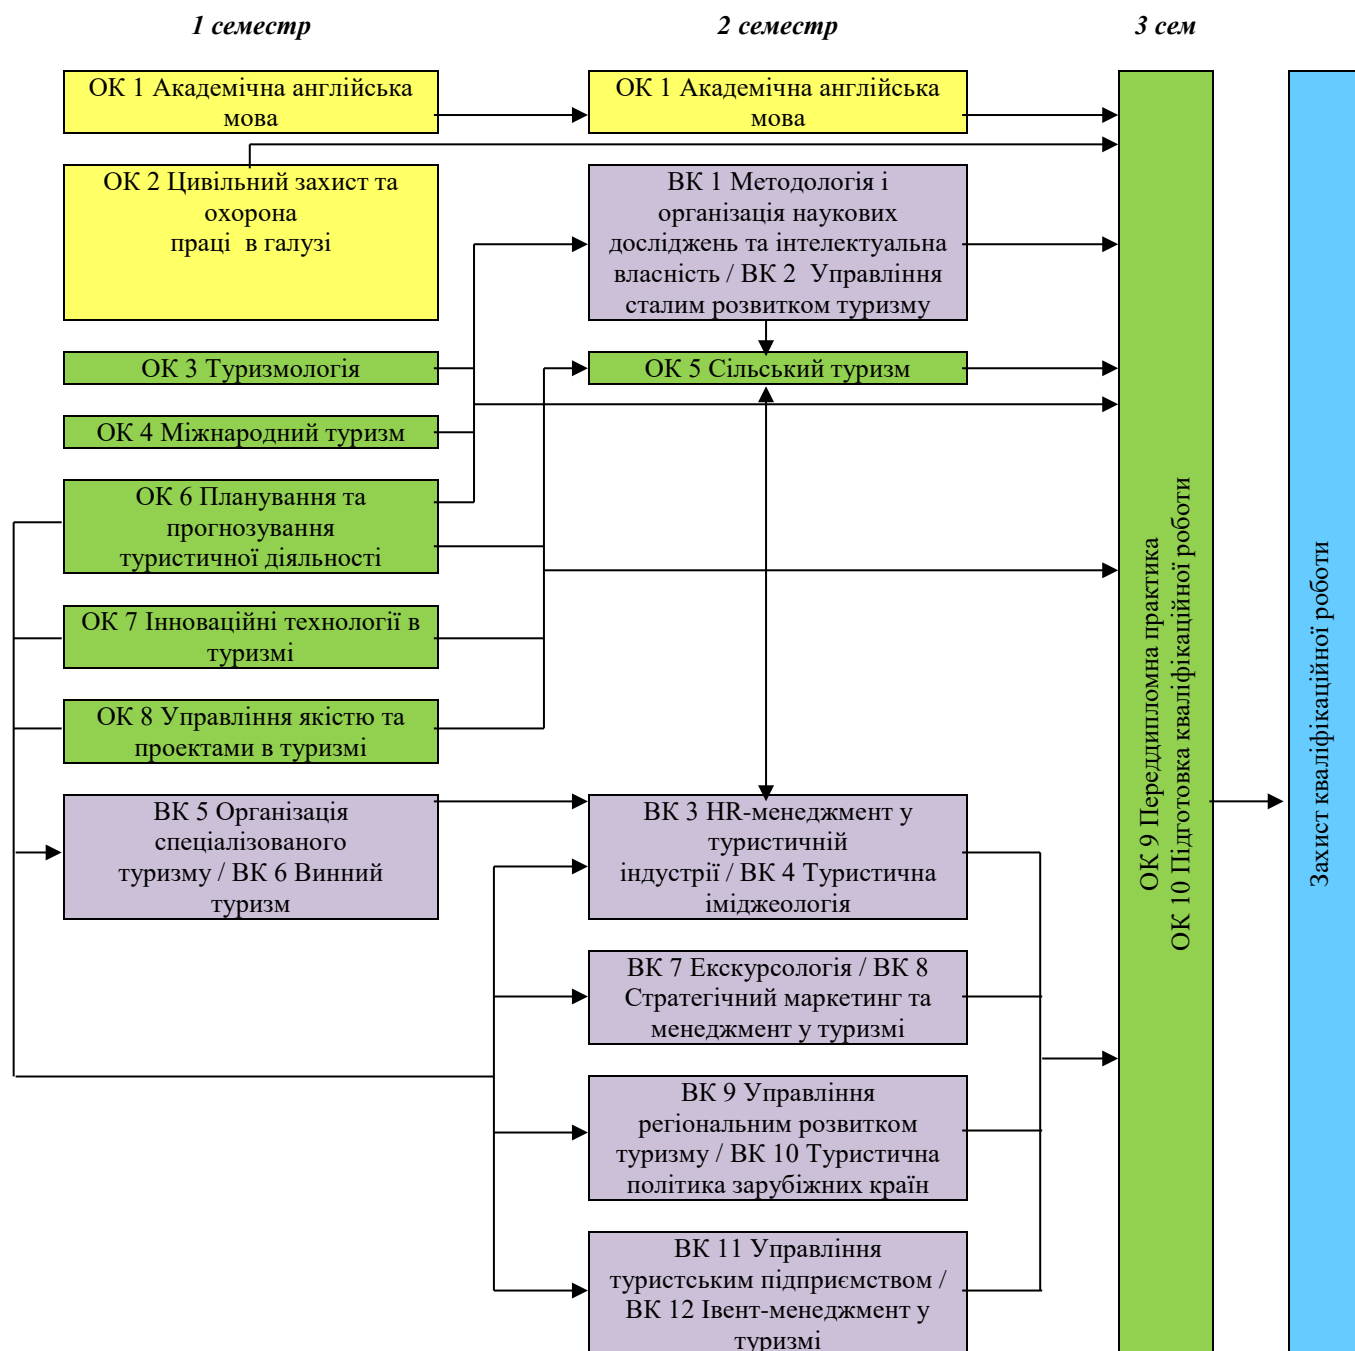 1 семестр
2 семестр
3 сем
ОК 1 Академічна англійська
мова
ОК 1 Академічна англійська
мова
ОК 2 Цивільний захист та
охорона
праці в галузі
ВК 1 Методологія і
організація наукових
досліджень та інтелектуальна
власність / ВК 2 Управління
сталим розвитком туризму
ОК 3 Туризмологія
ОК 5 Сільський туризм
ОК 4 Міжнародний туризм
ОК 6 Планування та
прогнозування
туристичної діяльності
ОК 7 Інноваційні технології в
туризмі
ОК 8 Управління якістю та
проектами в туризмі
ВК 5 Організація
спеціалізованого
туризму / ВК 6 Винний
туризм
ВК 3 HR-менеджмент у
туристичній
індустрії / ВК 4 Туристична
іміджеологія
ВК 7 Екскурсологія / ВК 8
Стратегічний маркетинг та
менеджмент у туризмі
ВК 9 Управління
регіональним розвитком
туризму / ВК 10 Туристична
політика зарубіжних країн
ВК 11 Управління
туристським підприємством /
ВК 12 Івент-менеджмент у
туризмі
ОК 9 Переддипломна практика
ОК 10 Підготовка кваліфікаційної роботи
Захист кваліфікаційної роботи